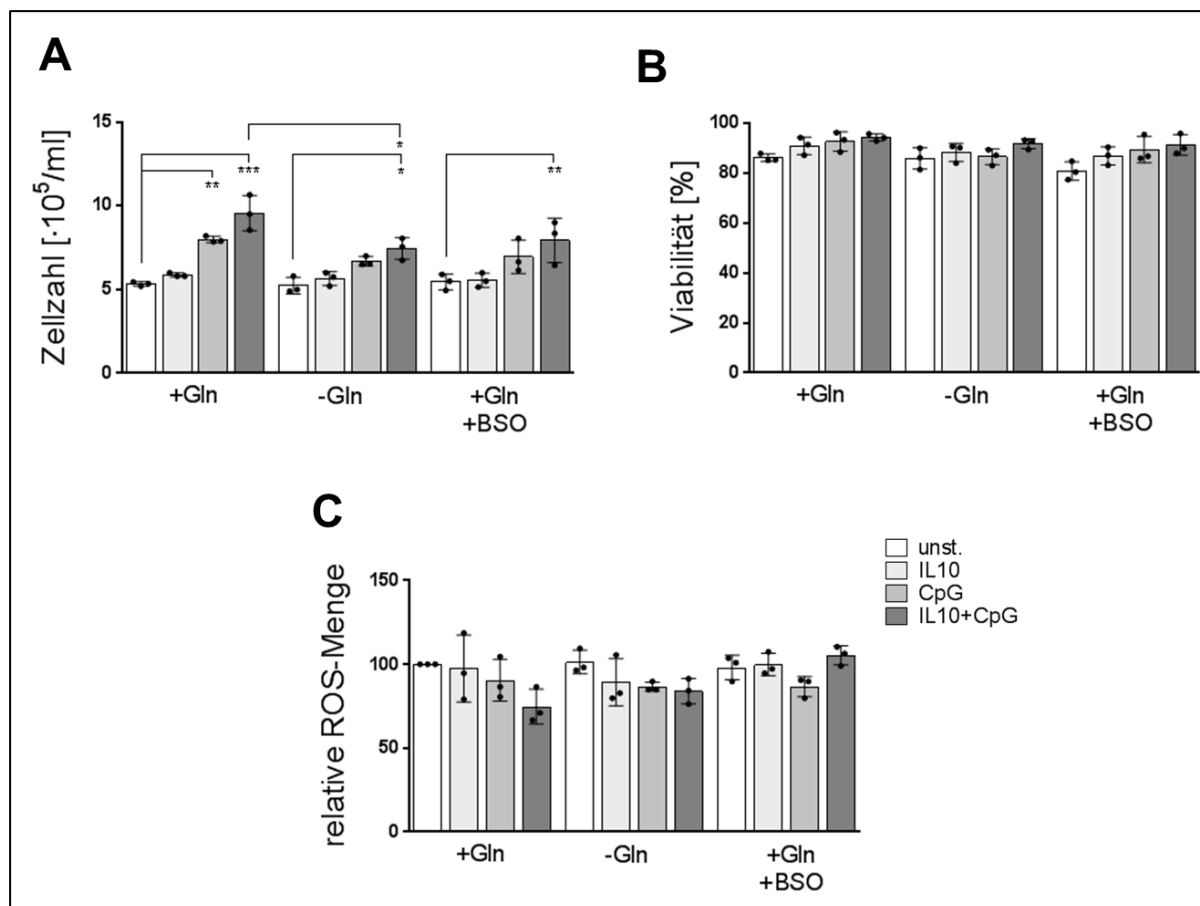 A
Zellzahl [·10⁵/ml]
15
10
5
0
*
*
**
***
**
+Gln
-Gln
+Gln
+BSO
B
Viabilität [%]
100
80
60
40
20
0
+Gln
-Gln
+Gln
+BSO
C
relative ROS-Menge
150
100
50
0
+Gln
-Gln
+Gln
+BSO
unst.
IL10
CpG
IL10+CpG